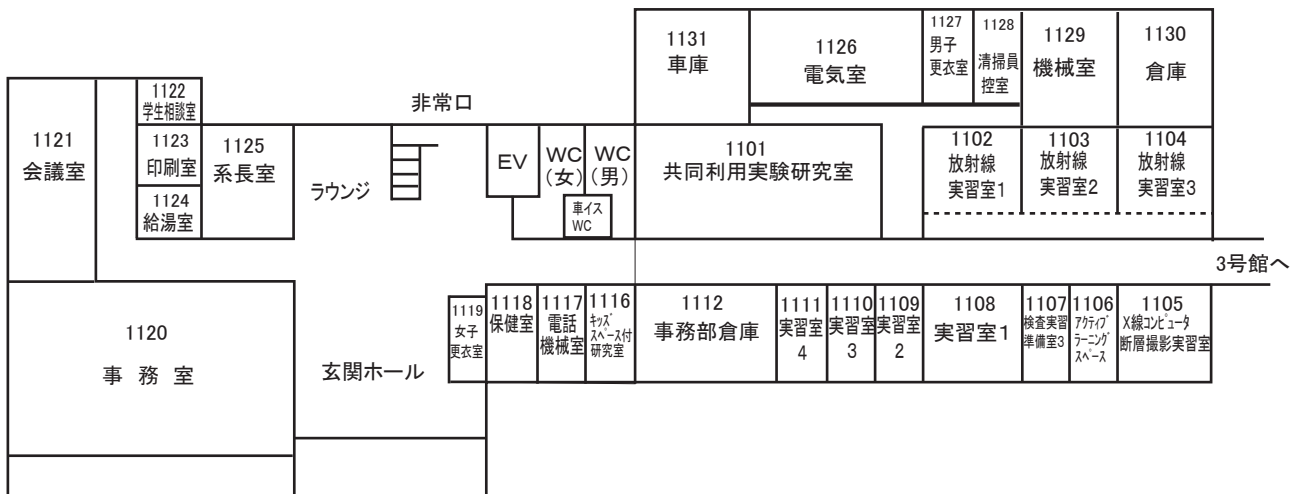 1131
車庫
1126
電気室
1127
男子
更衣室
1128
清掃員
控室
1129
機械室
1130
倉庫
1121
会議室
1122
学生相談室
1123
印刷室
1124
給湯室
1125
系長室
非常口
ラウンジ
EV
WC
(女)
WC
(男)
車イス
WC
1101
共同利用実験研究室
1102
放射線
実習室1
1103
放射線
実習室2
1104
放射線
実習室3
3号館へ
1120
事務室
玄関ホール
1119
女子
更衣室
1118
保健室
1117
電話
機械室
1116
キッズ
スペース付
研究室
1112
事務部倉庫
1111
実習室
4
1110
実習室
3
1109
実習室
2
1108
実習室1
1107
検査実習
準備室3
1106
アクティブ
ラーニング
スペース
1105
X線コンピュータ
断層撮影実習室